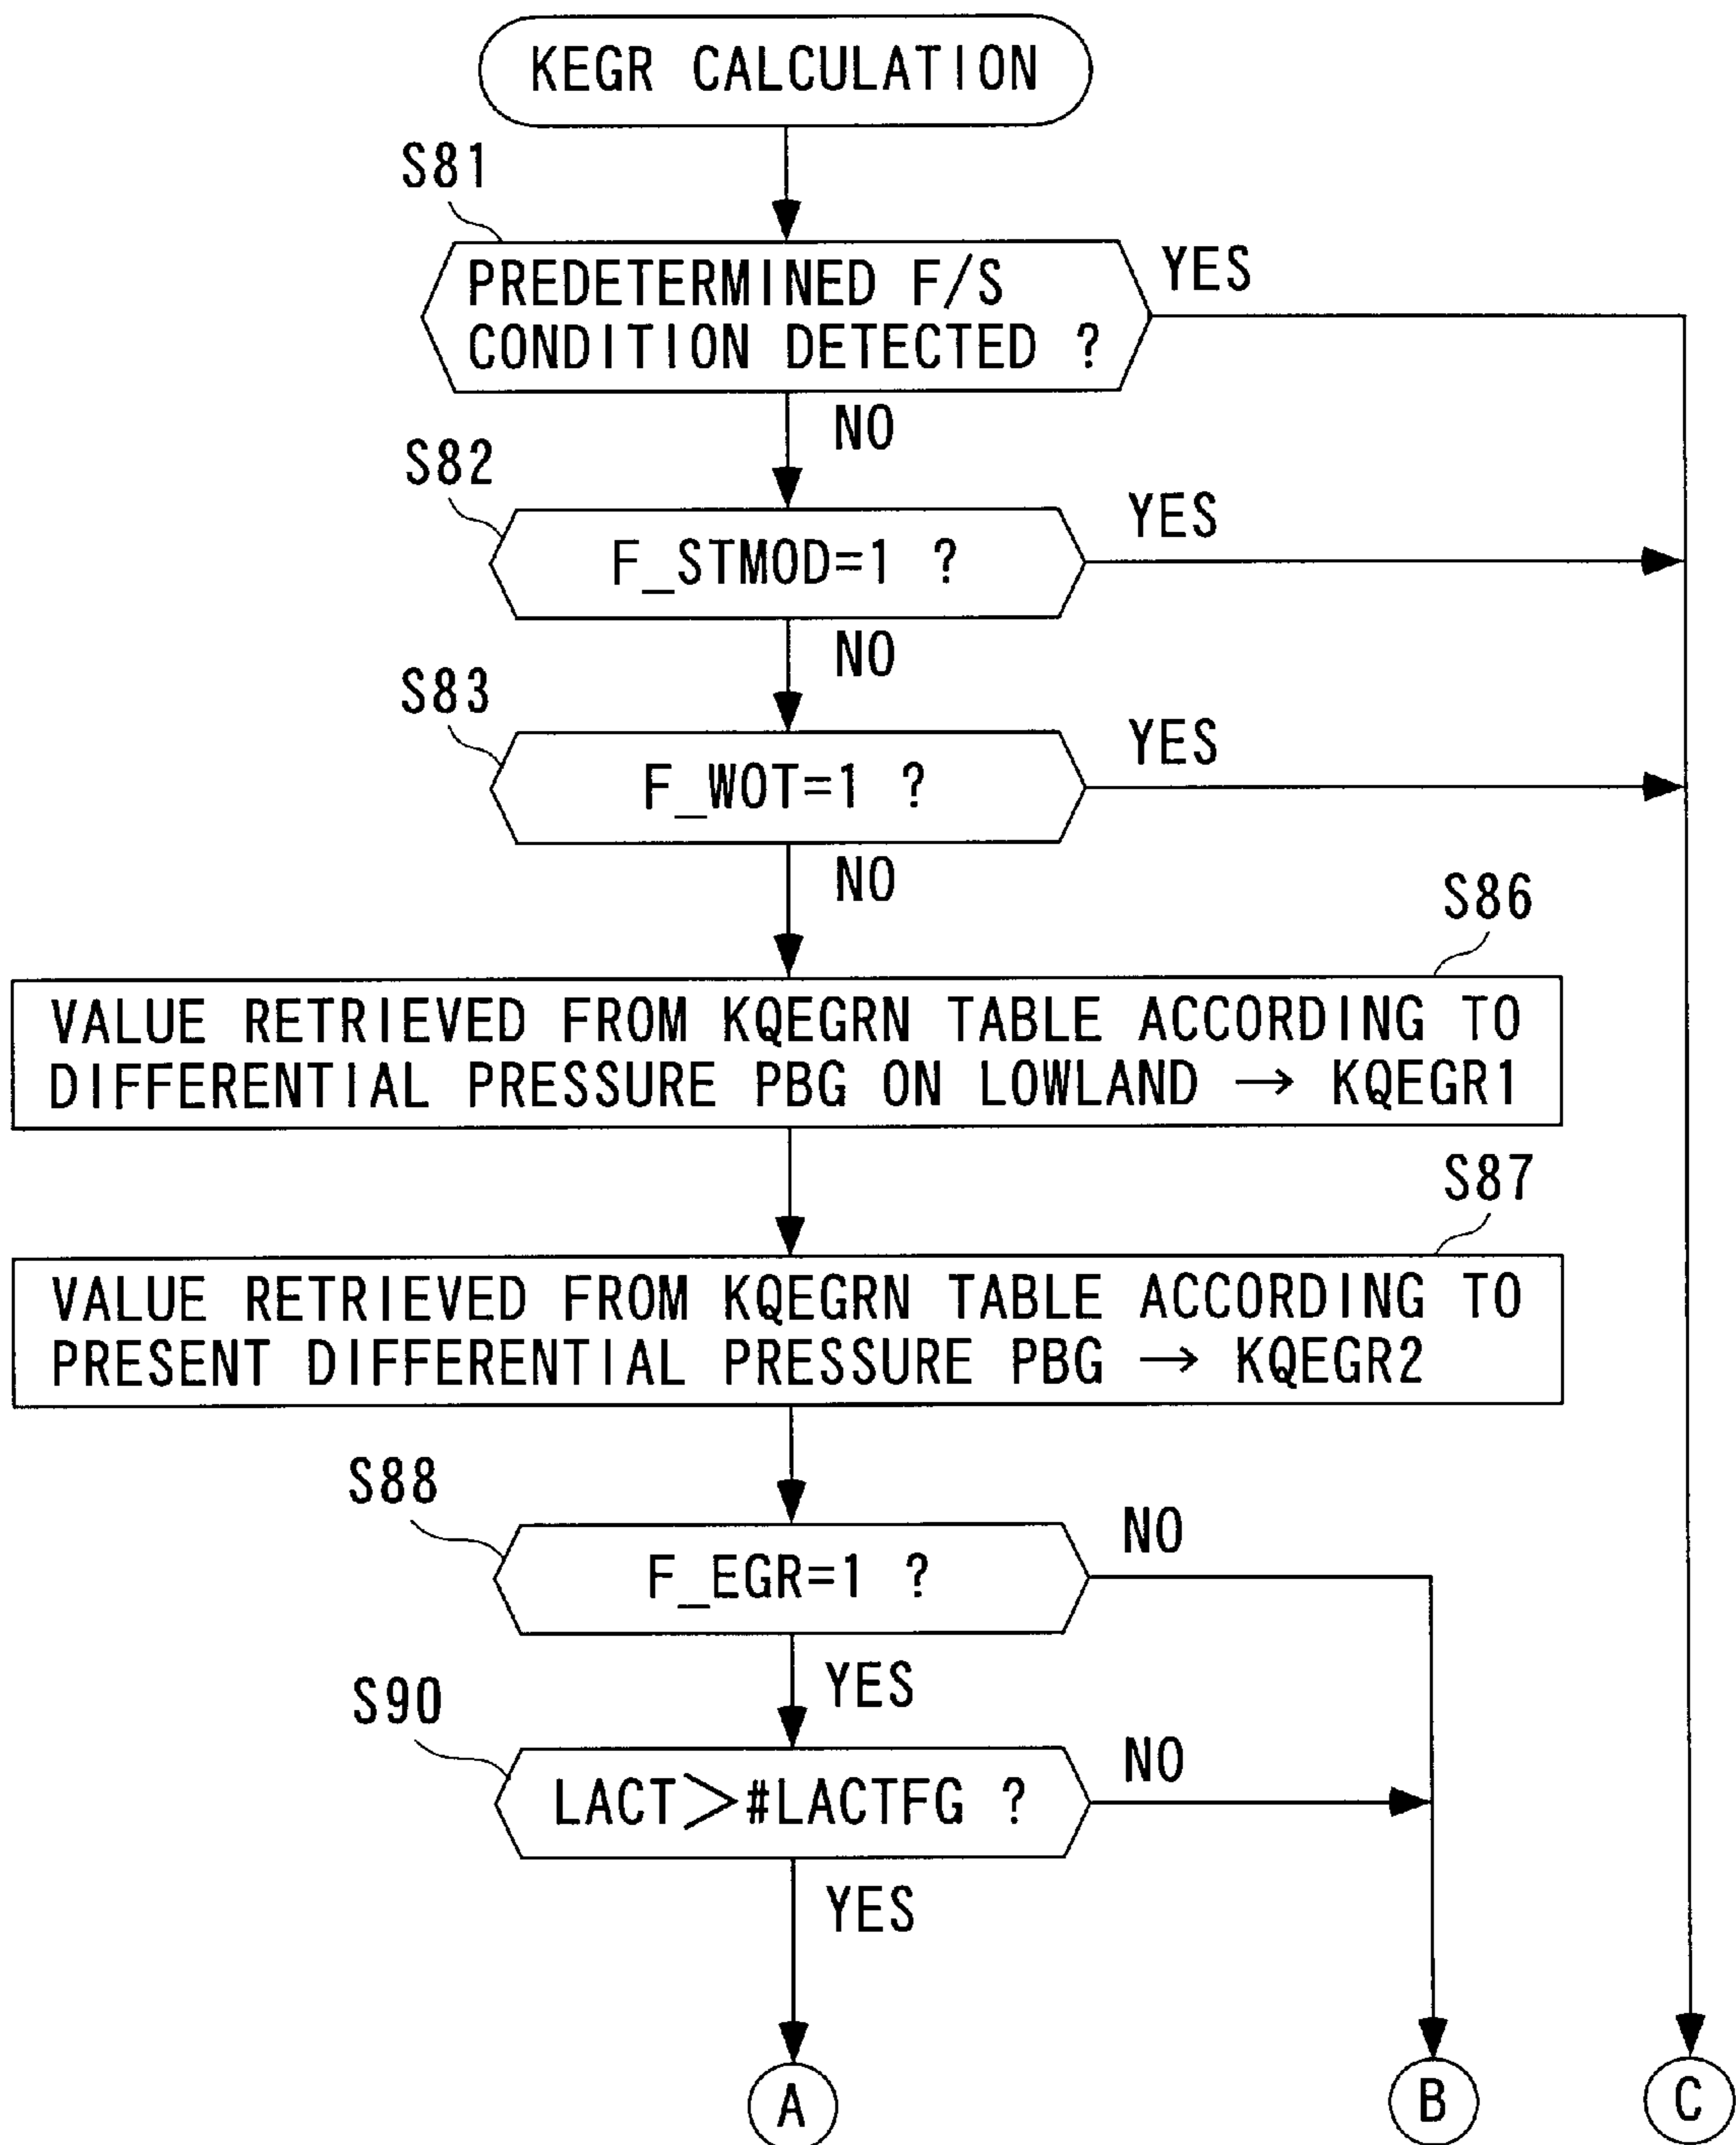 KEGR CALCULATION
S81
PREDETERMINED F/S
CONDITION DETECTED ?
YES
NO
S82
F_STMOD=1 ?
YES
NO
S83
F_WOT=1 ?
YES
NO
S86
VALUE RETRIEVED FROM KQEGRN TABLE ACCORDING TO
DIFFERENTIAL PRESSURE PBG ON LOWLAND → KQEGR1
S87
VALUE RETRIEVED FROM KQEGRN TABLE ACCORDING TO
PRESENT DIFFERENTIAL PRESSURE PBG → KQEGR2
S88
F_EGR=1 ?
NO
YES
S90
LACT>#LACTFG ?
NO
YES
A
B
C